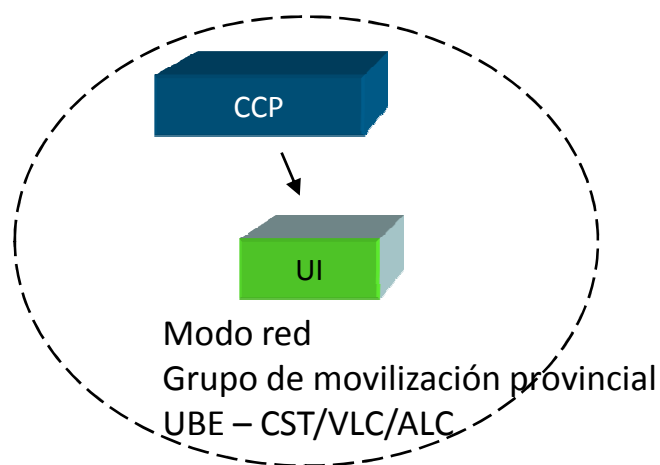 CCP
UI
Modo red
Grupo de movilización provincial
UBE – CST/VLC/ALC